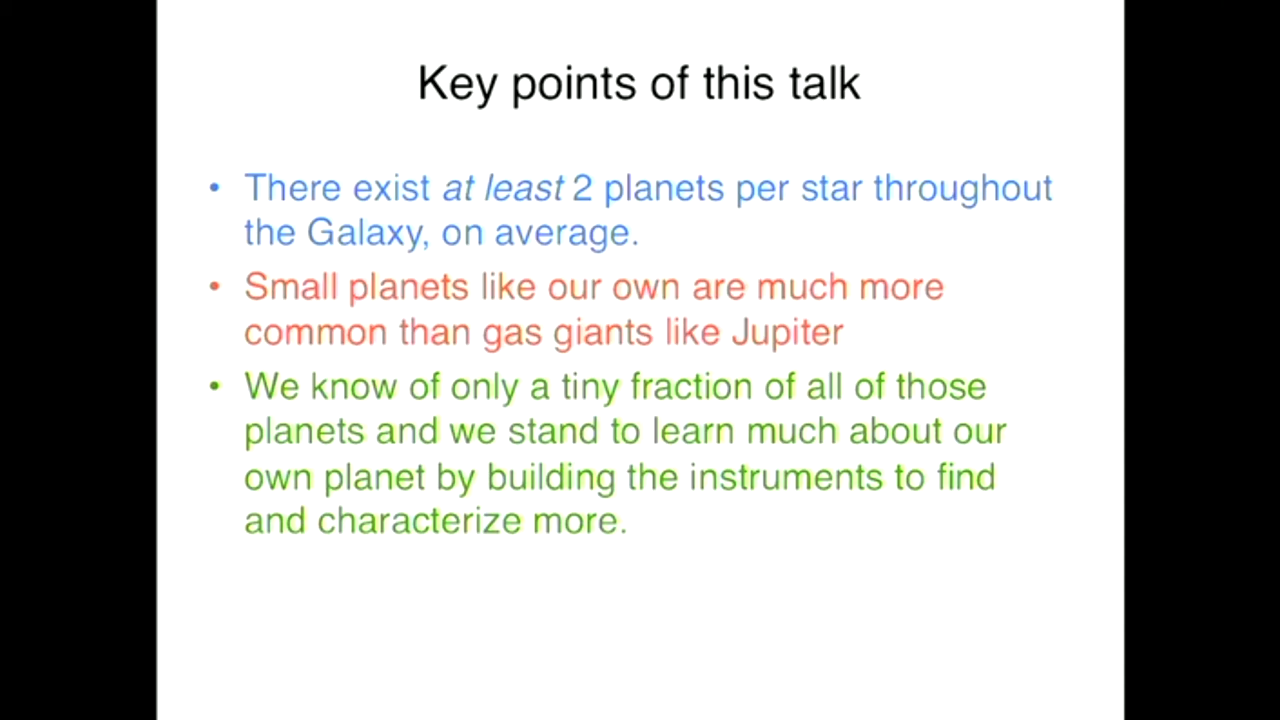 Key points of this talk
• There exist at least 2 planets per star throughout
the Galaxy, on average.
• Small planets like our own are much more
common than gas giants like Jupiter
• We know of only a tiny fraction of all of those
planets and we stand to learn much about our
own planet by building the instruments to find
and characterize more.